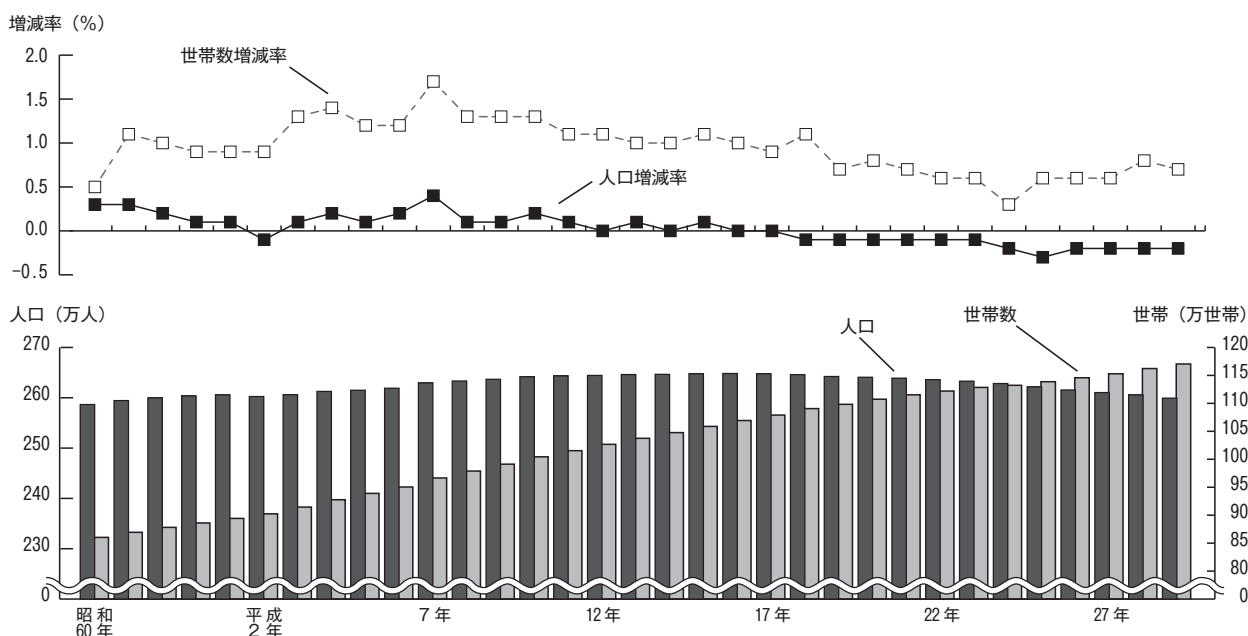 増減率（%）
2.0
世帯数増減率
1.5
1.0
人口増減率
0.5
0.0
-0.5
人口（万人）
世帯数
世帯（万世帯）
人口
270
120
115
260
110
105
250
100
95
240
90
230
85
80
0
0
昭和
60年
平成
2年
7年
12年
17年
22年
27年